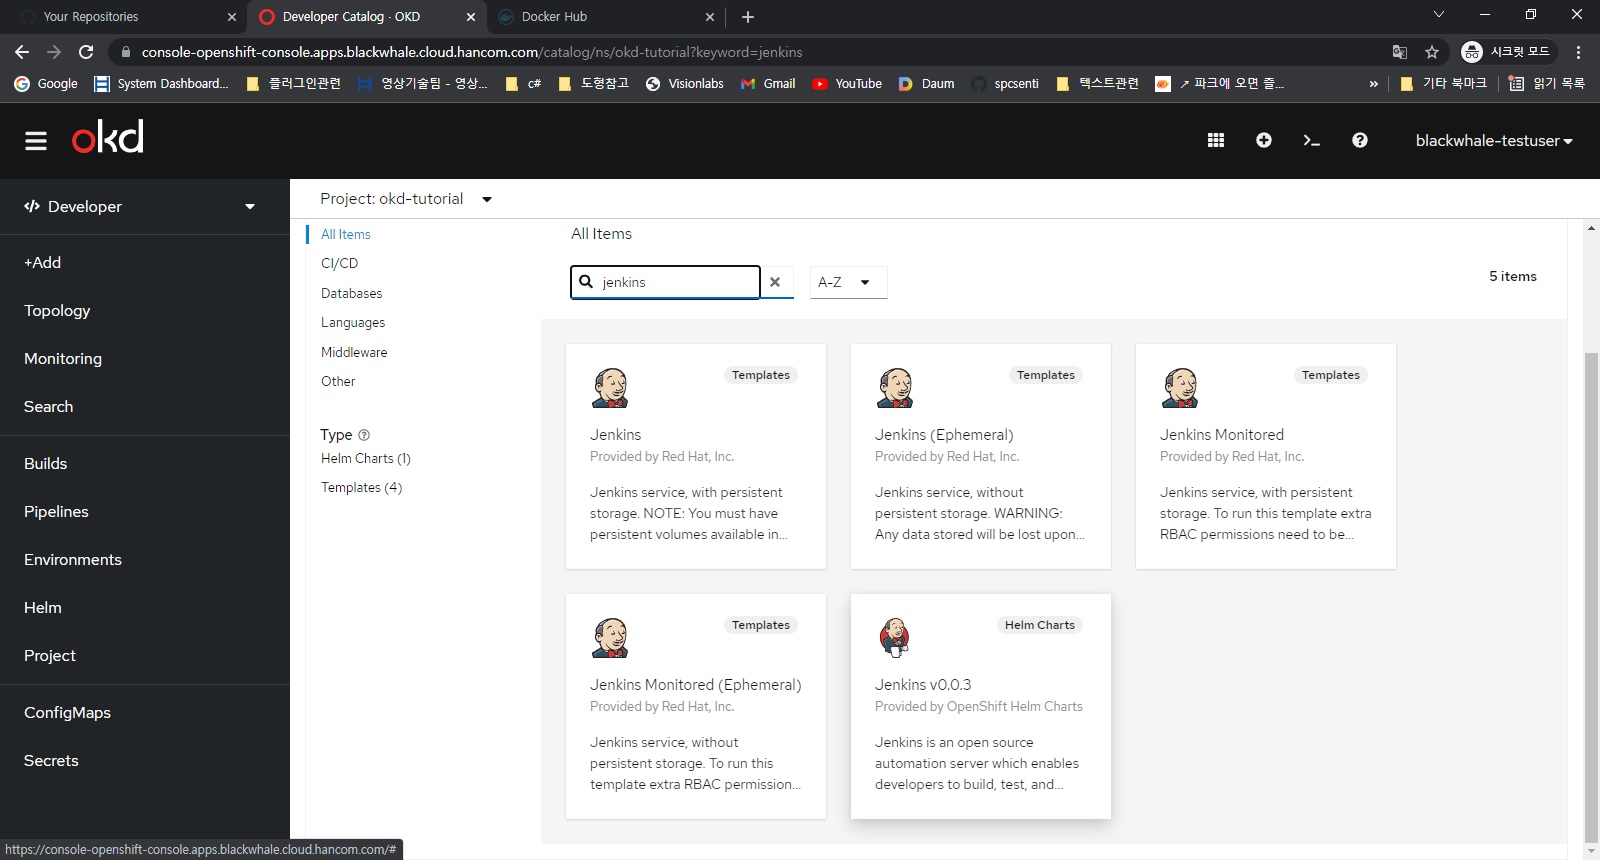 Your Repositories
Developer Catalog · OKD
Docker Hub
console-openshift-console.apps.blackwhale.cloud.hancom.com/catalog/ns/okd-tutorial?keyword=jenkins
시크릿 모드
Google
System Dashboard...
플러그인관련
영상기술팀 - 영상...
c#
도형참고
Visionlabs
Gmail
YouTube
Daum
spcsenti
텍스트관련
↗ 파크에 오면 즐...
»
기타 북마크
읽기 목록
okd
blackwhale-testuser
Developer
+Add
Topology
Monitoring
Search
Builds
Pipelines
Environments
Helm
Project
ConfigMaps
Secrets
Project: okd-tutorial
All Items
CI/CD
Databases
Languages
Middleware
Other
Type
Helm Charts (1)
Templates (4)
All Items
jenkins
A-Z
5 items
Templates
Jenkins
Provided by Red Hat, Inc.
Jenkins service, with persistent
storage. NOTE: You must have
persistent volumes available in...
Templates
Jenkins (Ephemeral)
Provided by Red Hat, Inc.
Jenkins service, without
persistent storage. WARNING:
Any data stored will be lost upon...
Templates
Jenkins Monitored
Provided by Red Hat, Inc.
Jenkins service, with persistent
storage. To run this template extra
RBAC permissions need to be...
Templates
Jenkins Monitored (Ephemeral)
Provided by Red Hat, Inc.
Jenkins service, without
persistent storage. To run this
template extra RBAC permission...
Helm Charts
Jenkins v0.0.3
Provided by OpenShift Helm Charts
Jenkins is an open source
automation server which enables
developers to build, test, and...
https://console-openshift-console.apps.blackwhale.cloud.hancom.com/#